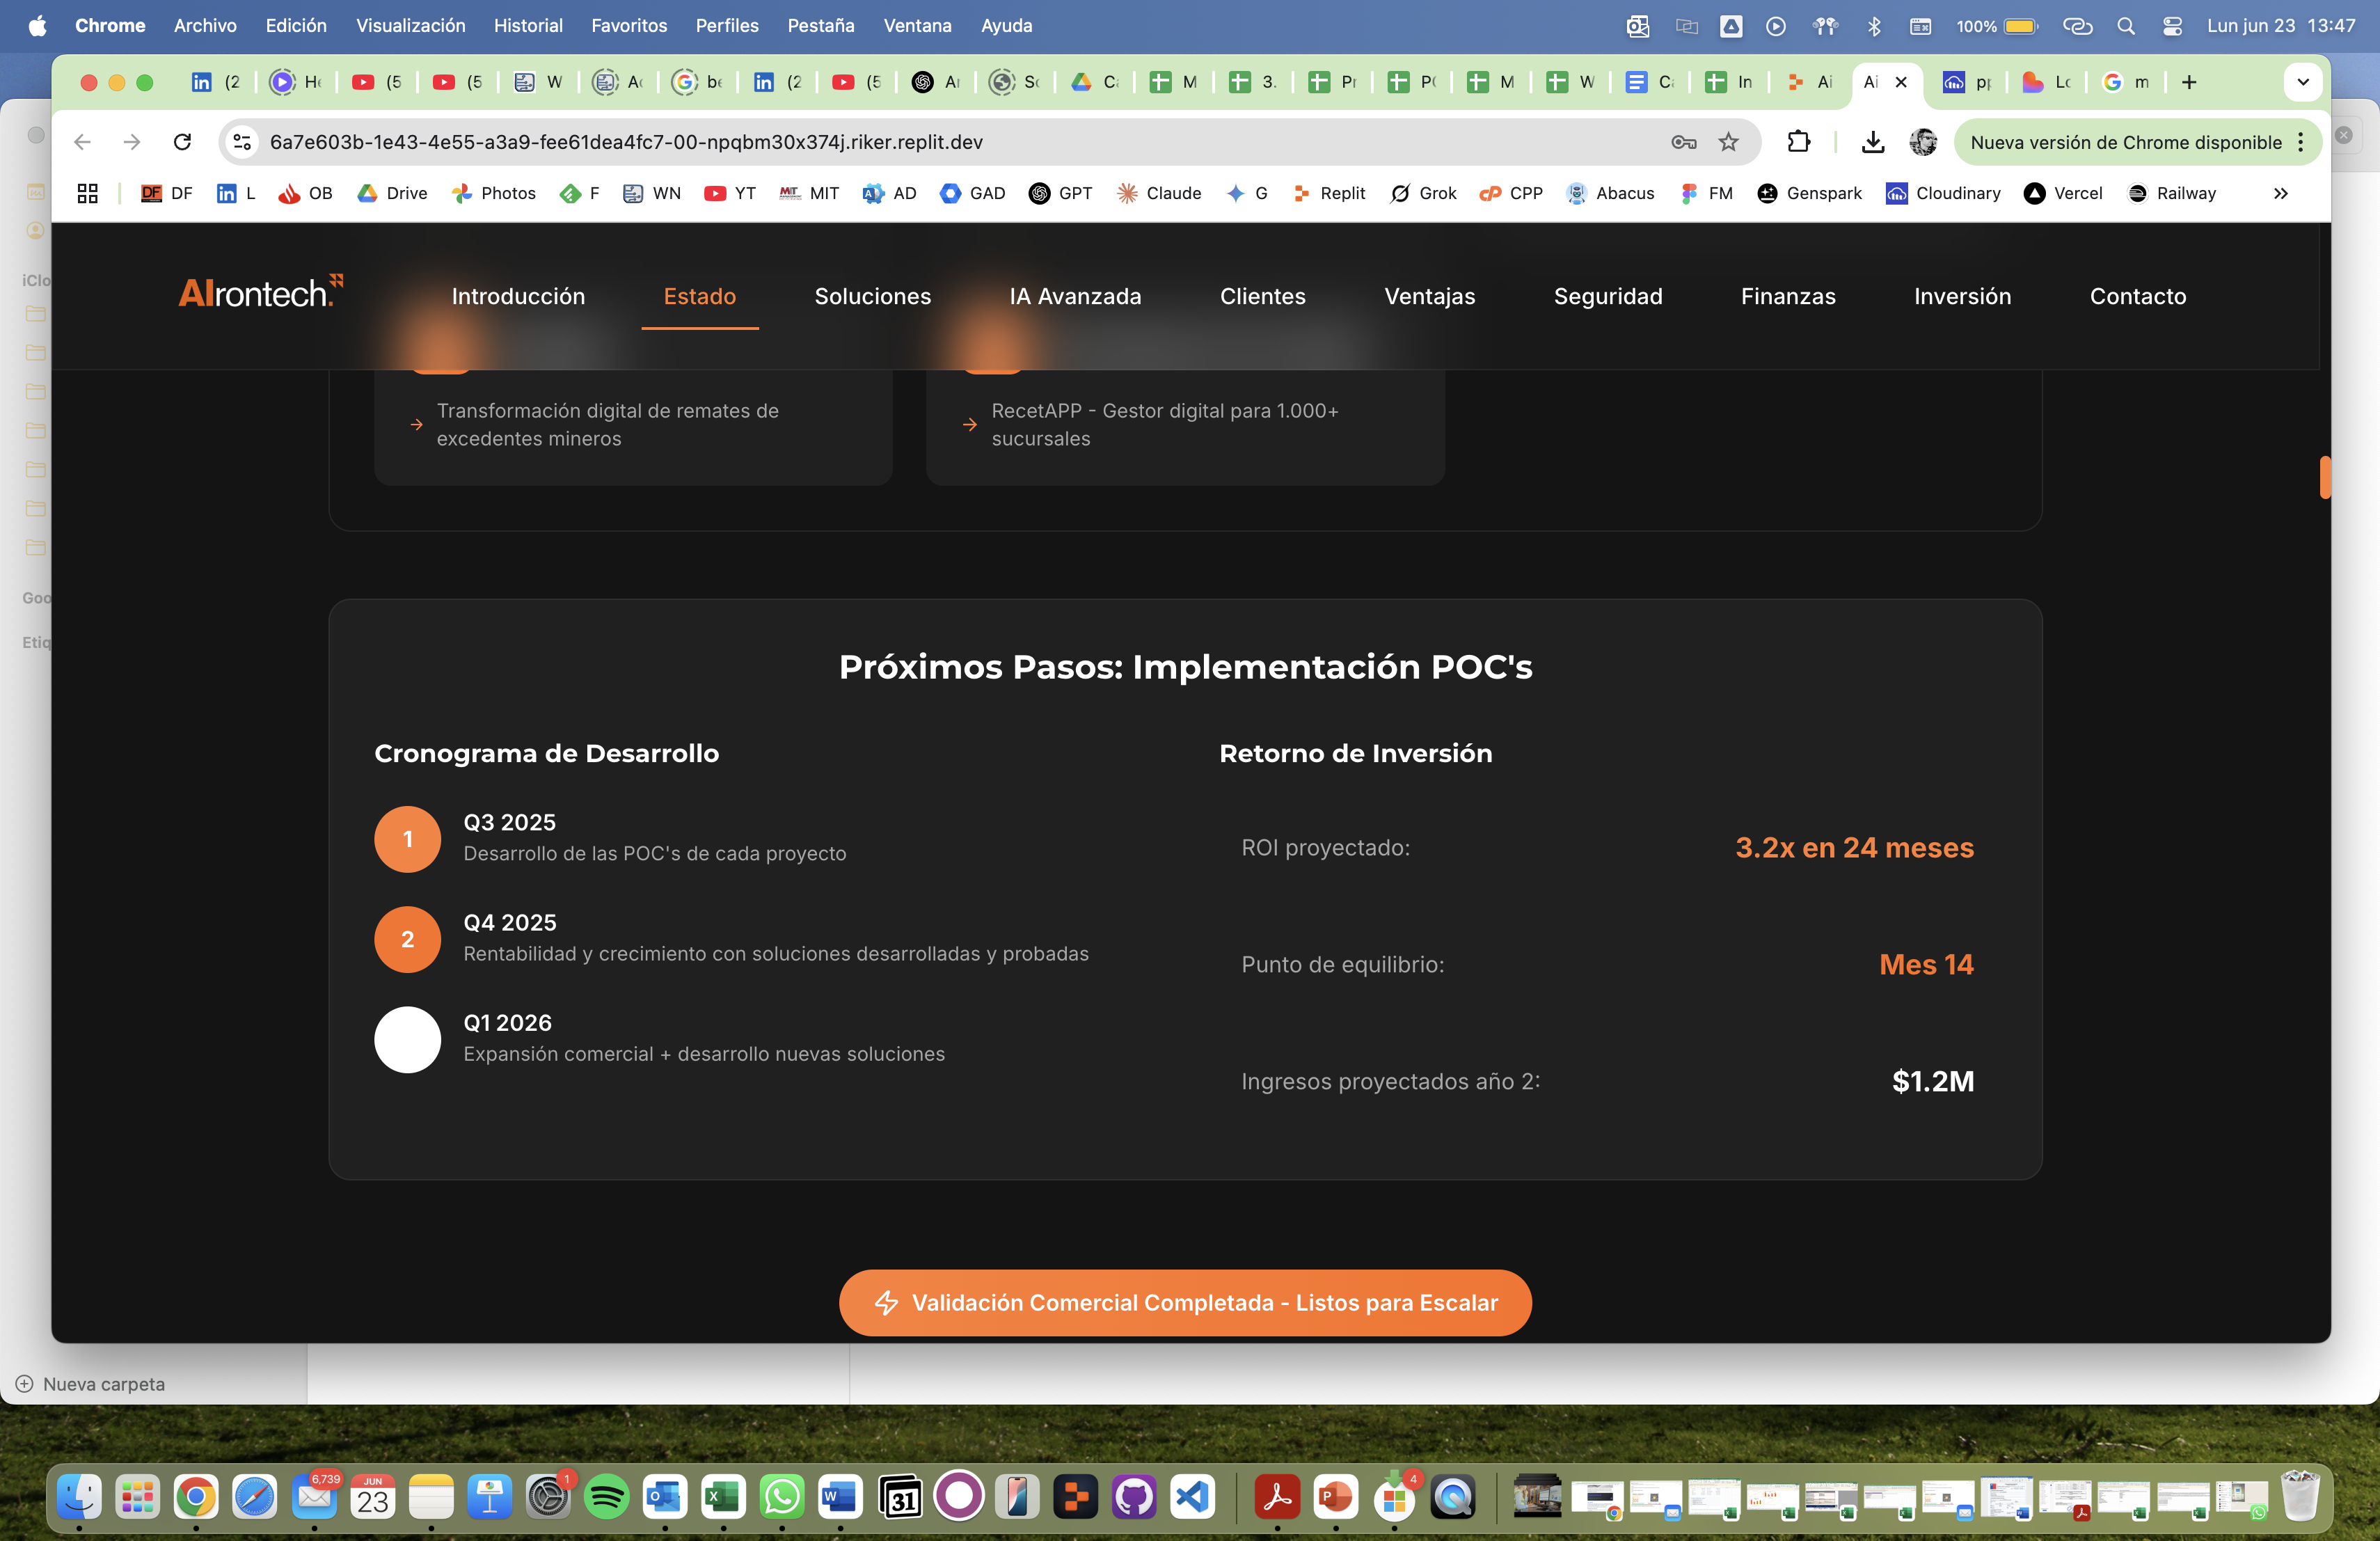 Chrome Archivo Edición Visualización Historial Favoritos Perfiles Pestaña Ventana Ayuda 100% Lun jun 23 13:47
(2 (5 (5 W (2 (5 3. M In Ai Ai m
6a7e603b-1e43-4e55-a3a9-fee61dea4fc7-00-npqbm30x374j.riker.replit.dev Nueva versión de Chrome disponible
DF L OB Drive Photos F WN YT MIT AD GAD GPT Claude G Replit Grok CPP Abacus FM Genspark Cloudinary Vercel Railway
AIrontech. Introducción Estado Soluciones IA Avanzada Clientes Ventajas Seguridad Finanzas Inversión Contacto
Transformación digital de remates de
excedentes mineros
RecetAPP - Gestor digital para 1.000+
sucursales
Próximos Pasos: Implementación POC's
Cronograma de Desarrollo
1
Q3 2025
Desarrollo de las POC's de cada proyecto
2
Q4 2025
Rentabilidad y crecimiento con soluciones desarrolladas y probadas
Q1 2026
Expansión comercial + desarrollo nuevas soluciones
Retorno de Inversión
ROI proyectado: 3.2x en 24 meses
Punto de equilibrio: Mes 14
Ingresos proyectados año 2: $1.2M
Validación Comercial Completada - Listos para Escalar
iClo
Goo
Etiq
Nueva carpeta
6,739
JUN
23
1
31
4